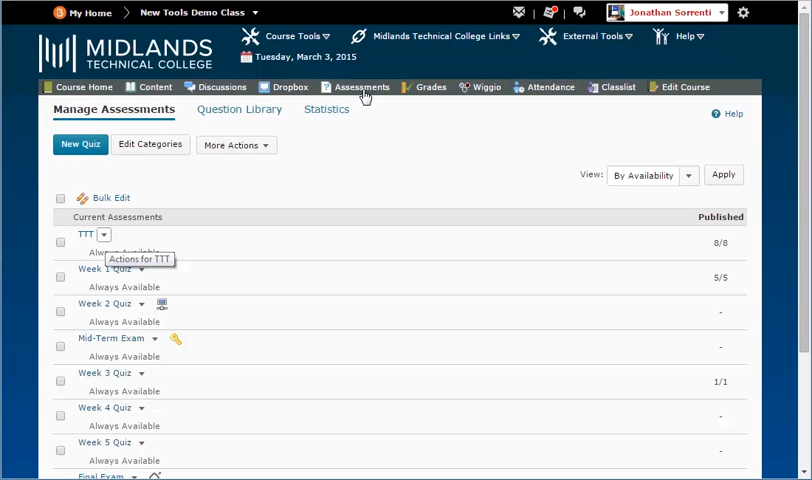 My Home New Tools Demo Class Jonathan Sorrenti
MIDLANDS
TECHNICAL COLLEGE
Course Tools Midlands Technical College Links External Tools Help
Tuesday, March 3, 2015
Course Home Content Discussions Dropbox Assessments Grades Wiggio Attendance Classlist Edit Course
Manage Assessments Question Library Statistics Help
New Quiz Edit Categories More Actions
View: By Availability Apply
Bulk Edit
Current Assessments Published
TTT 8/8
Always Available
Actions for TTT
Week 1 Quiz 5/5
Always Available
Week 2 Quiz -
Always Available
Mid-Term Exam -
Always Available
Week 3 Quiz 1/1
Always Available
Week 4 Quiz -
Always Available
Week 5 Quiz -
Always Available
Final Exam